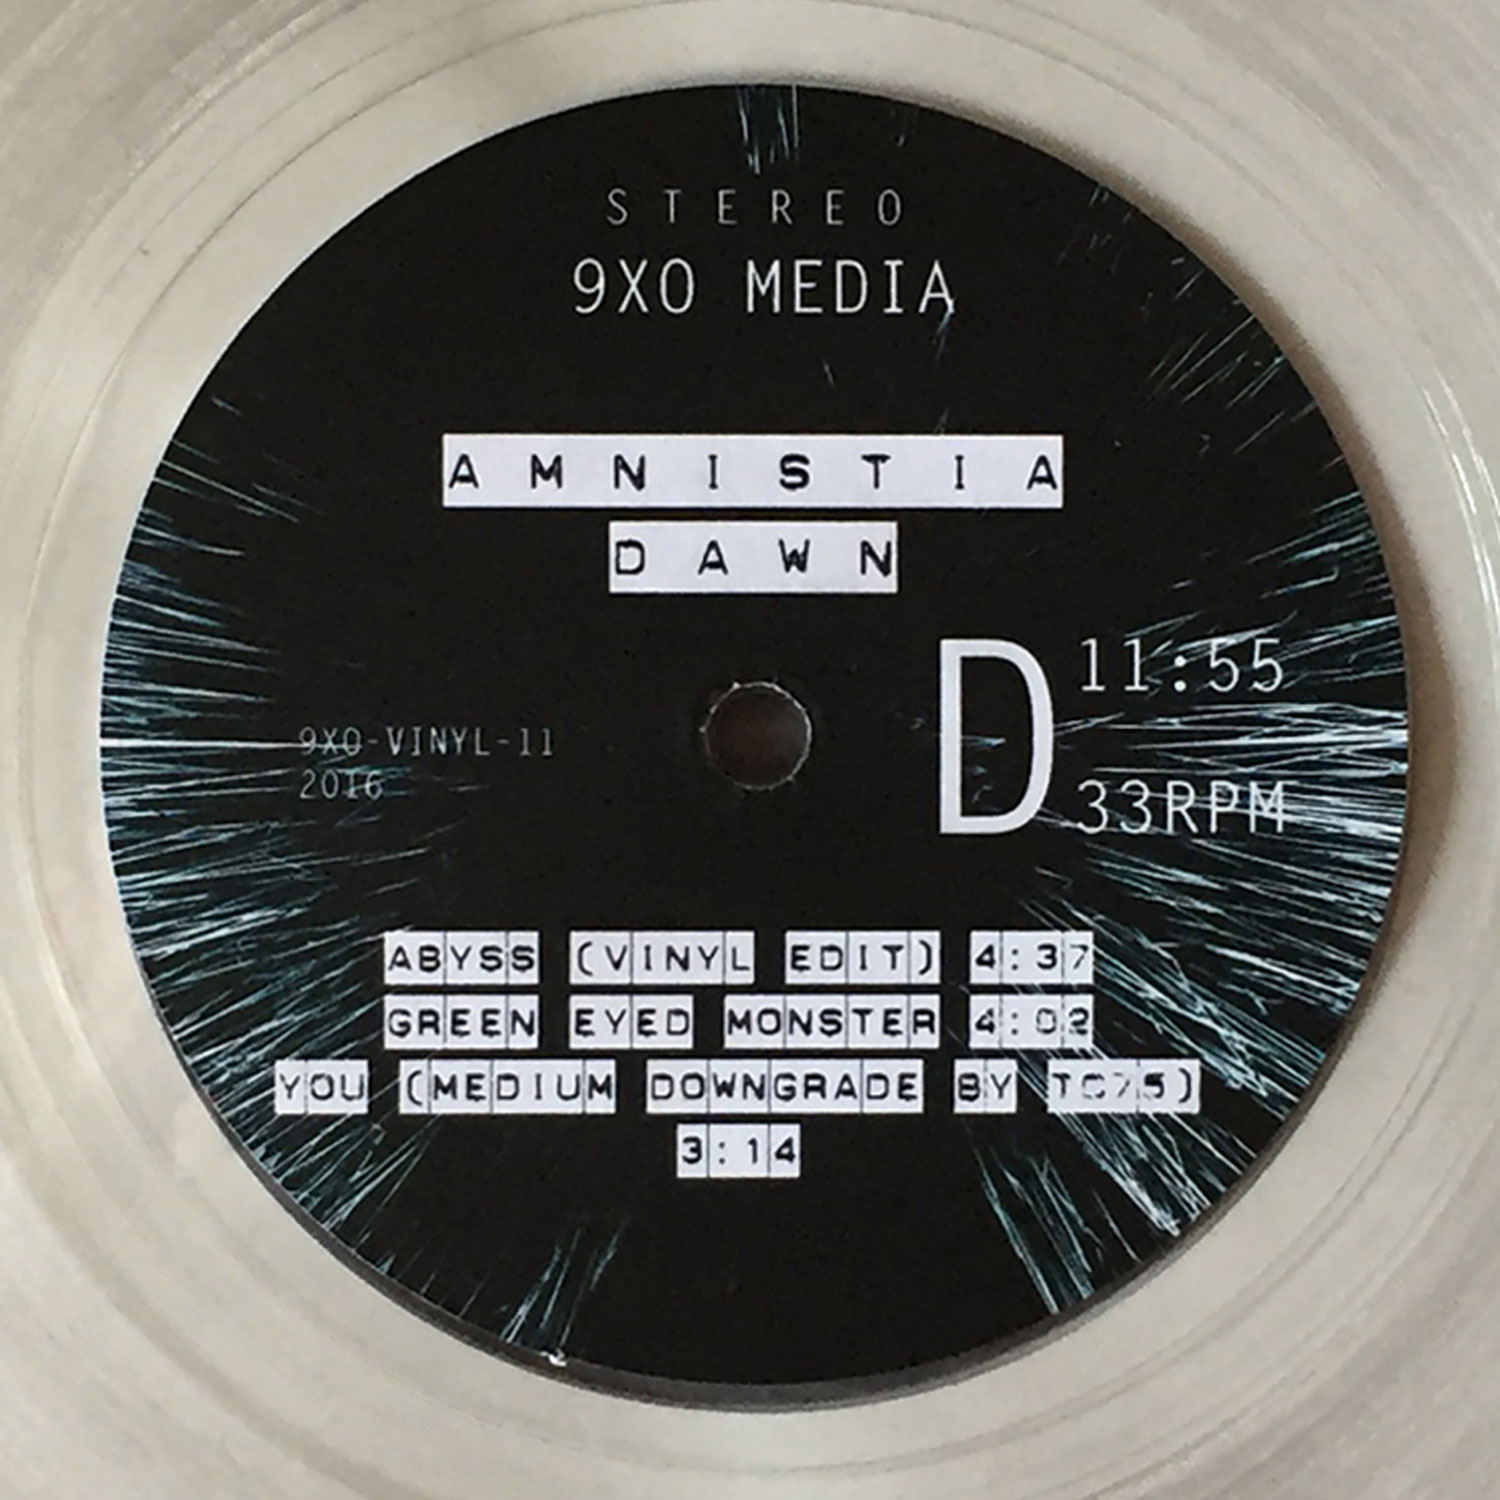 STEREO
9XO MEDIA
AMNISTIA
DAWN
D
11:55
33RPM
9XO-VINYL-11
2016
ABYSS (VINYL EDIT) 4:37
GREEN EYED MONSTER 4:02
YOU (MEDIUM DOWNGRADE BY TC75)
3:14